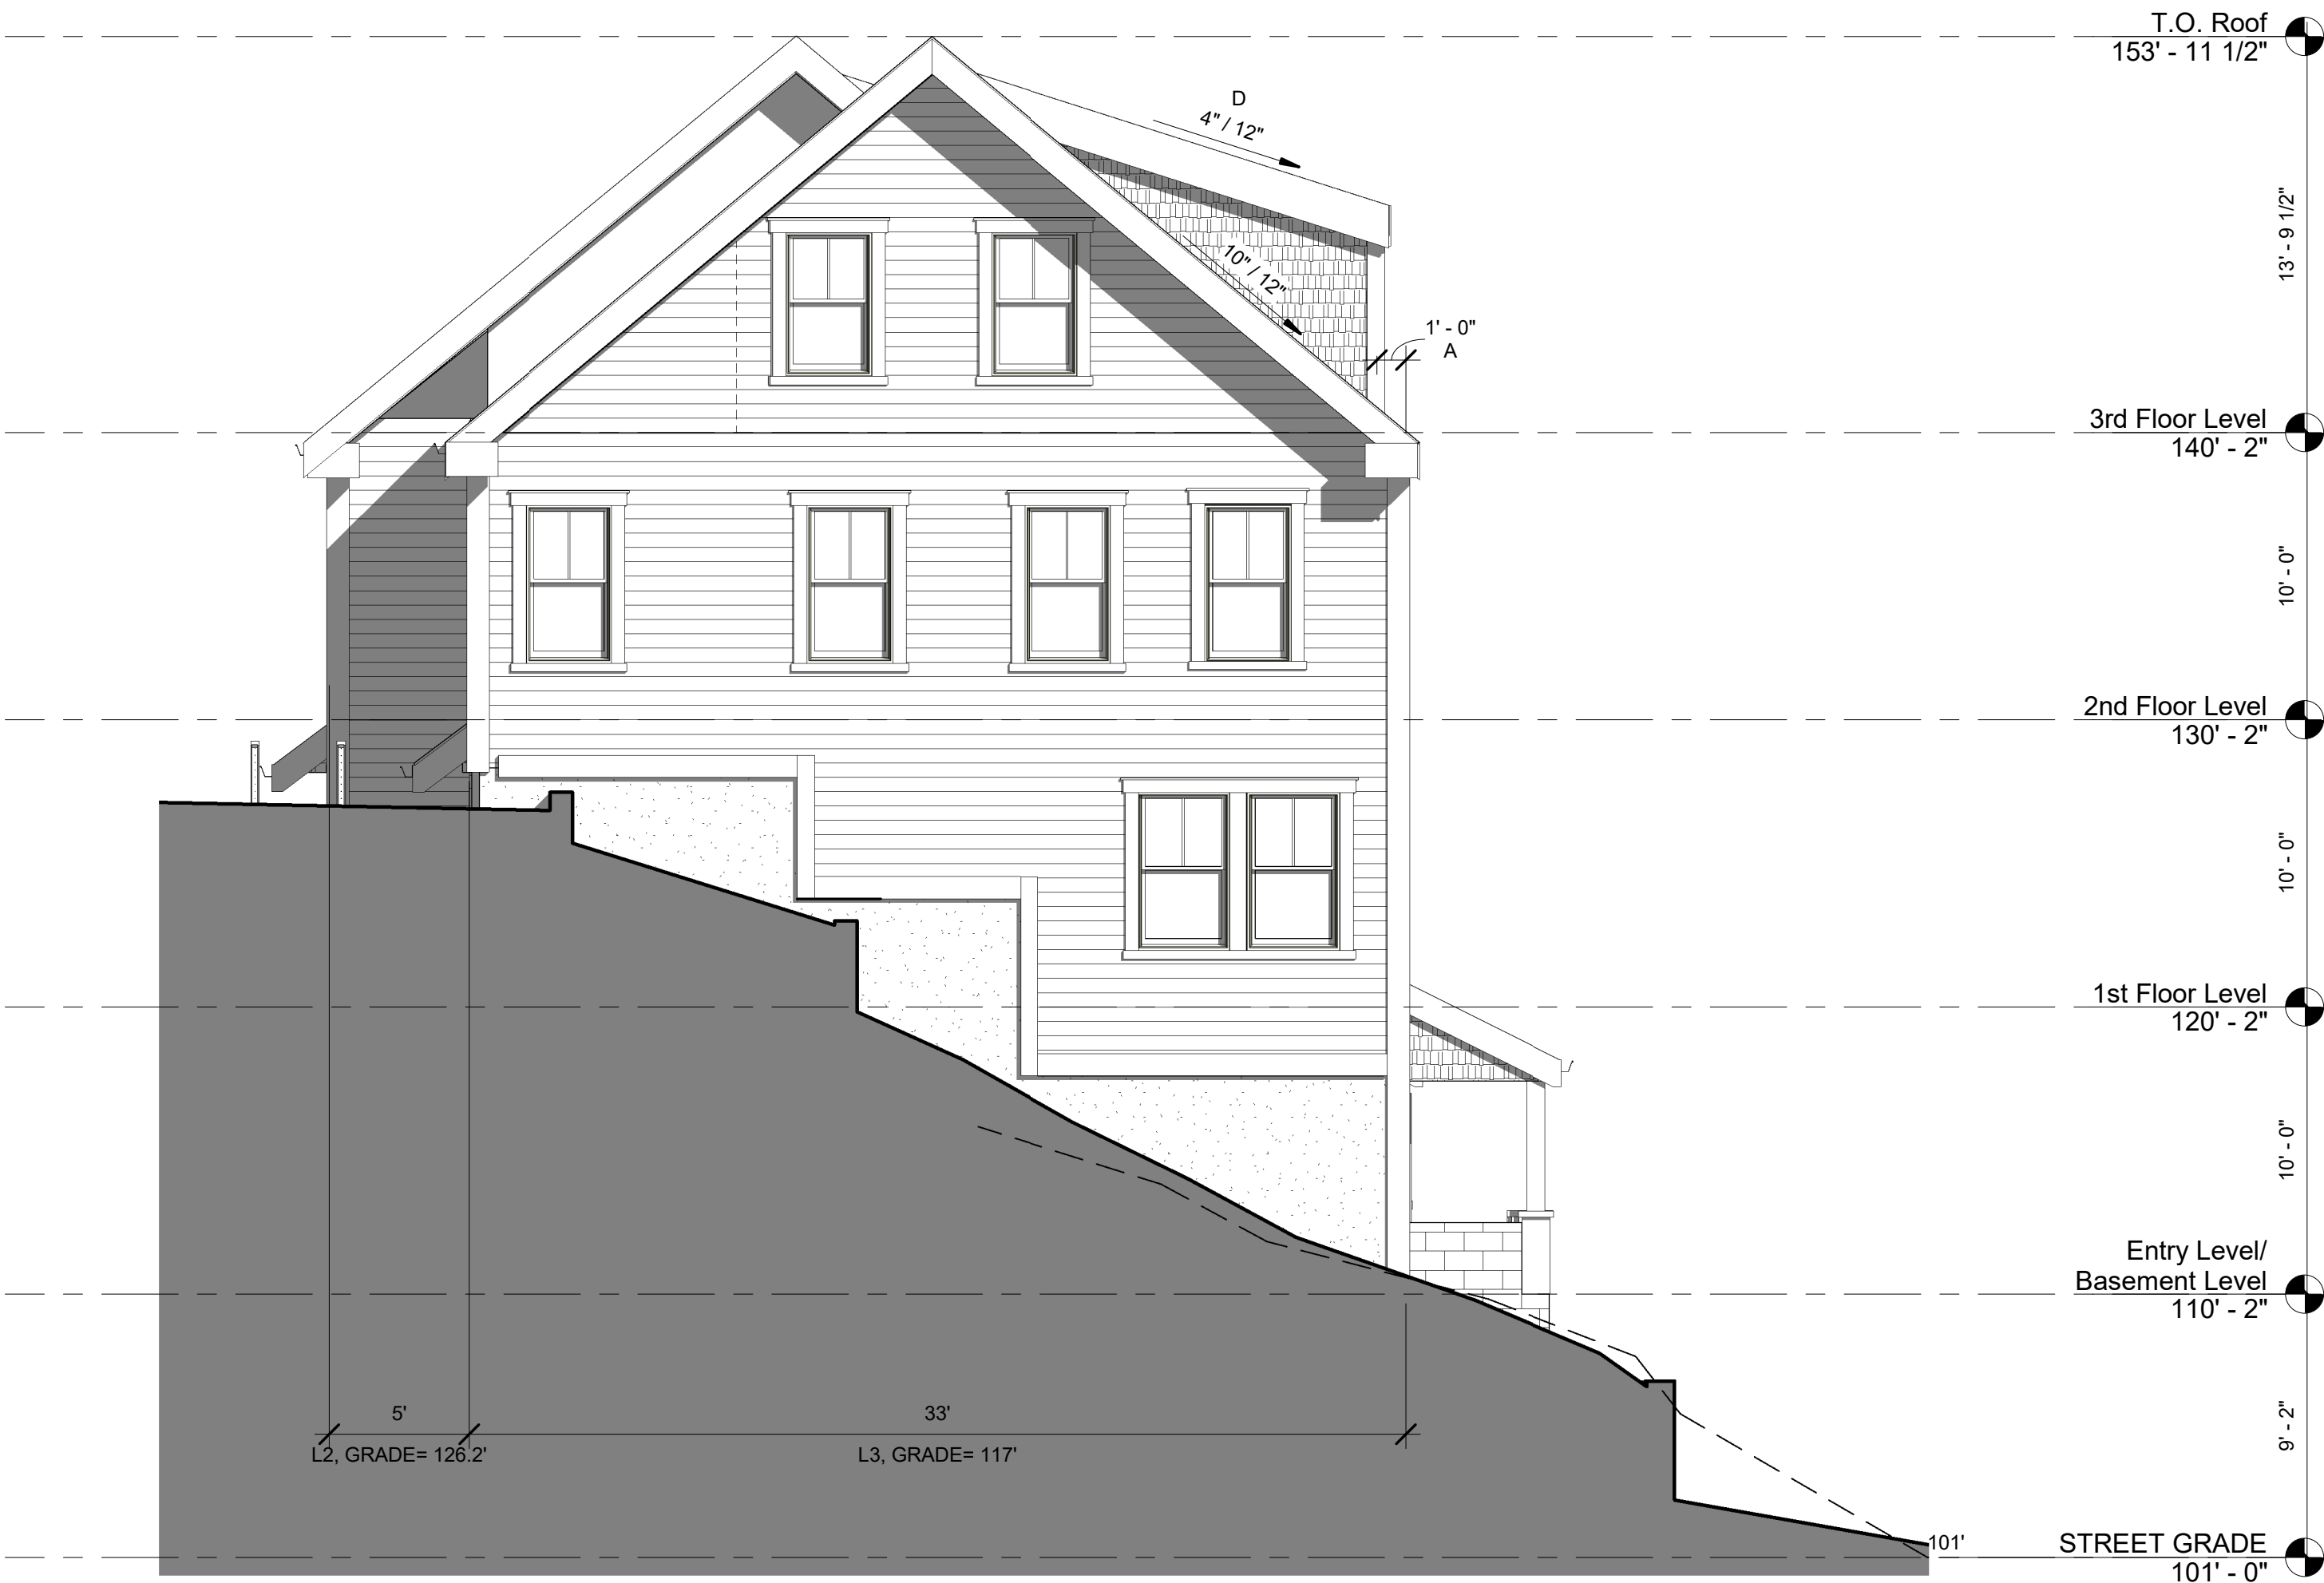 T.O. Roof
153' - 11 1/2"
D
4" / 12"
13' - 9 1/2"
10" / 12"
1' - 0"
A
3rd Floor Level
140' - 2"
10' - 0"
2nd Floor Level
130' - 2"
10' - 0"
1st Floor Level
120' - 2"
10' - 0"
Entry Level/
Basement Level
110' - 2"
5'
33'
9' - 2"
L2, GRADE= 126.2'
L3, GRADE= 117'
101'
STREET GRADE
101' - 0"